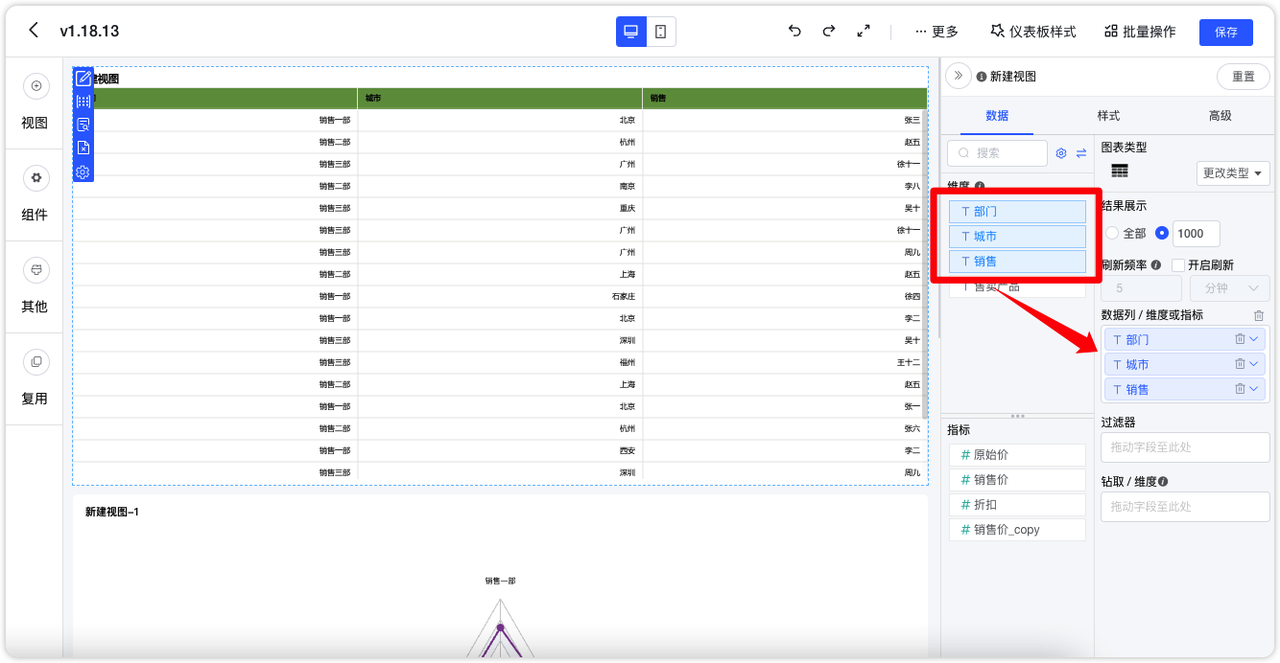 v1.18.13
··· 更多
仪表板样式
批量操作
保存
视图
组件
其他
复用
建视图
城市
销售
销售一部 北京 张三
销售二部 杭州 赵五
销售三部 广州 徐十一
销售二部 南京 李八
销售三部 重庆 吴十
销售三部 广州 徐十一
销售三部 广州 周九
销售二部 上海 赵五
销售一部 石家庄 徐四
销售一部 北京 李二
销售三部 深圳 吴十
销售三部 福州 王十二
销售二部 上海 赵五
销售一部 北京 张一
销售二部 杭州 张六
销售一部 西安 李二
销售三部 深圳 周九
新建视图-1
销售一部
新建视图
重置
数据
样式
高级
搜索
维度
T 部门
T 城市
T 销售
T 售卖产品
指标
# 原始价
# 销售价
# 折扣
# 销售价_copy
图表类型
更改类型
结果展示
全部
1000
刷新频率
开启刷新
5
分钟
数据列 / 维度或指标
T 部门
T 城市
T 销售
过滤器
拖动字段至此处
钻取 / 维度
拖动字段至此处